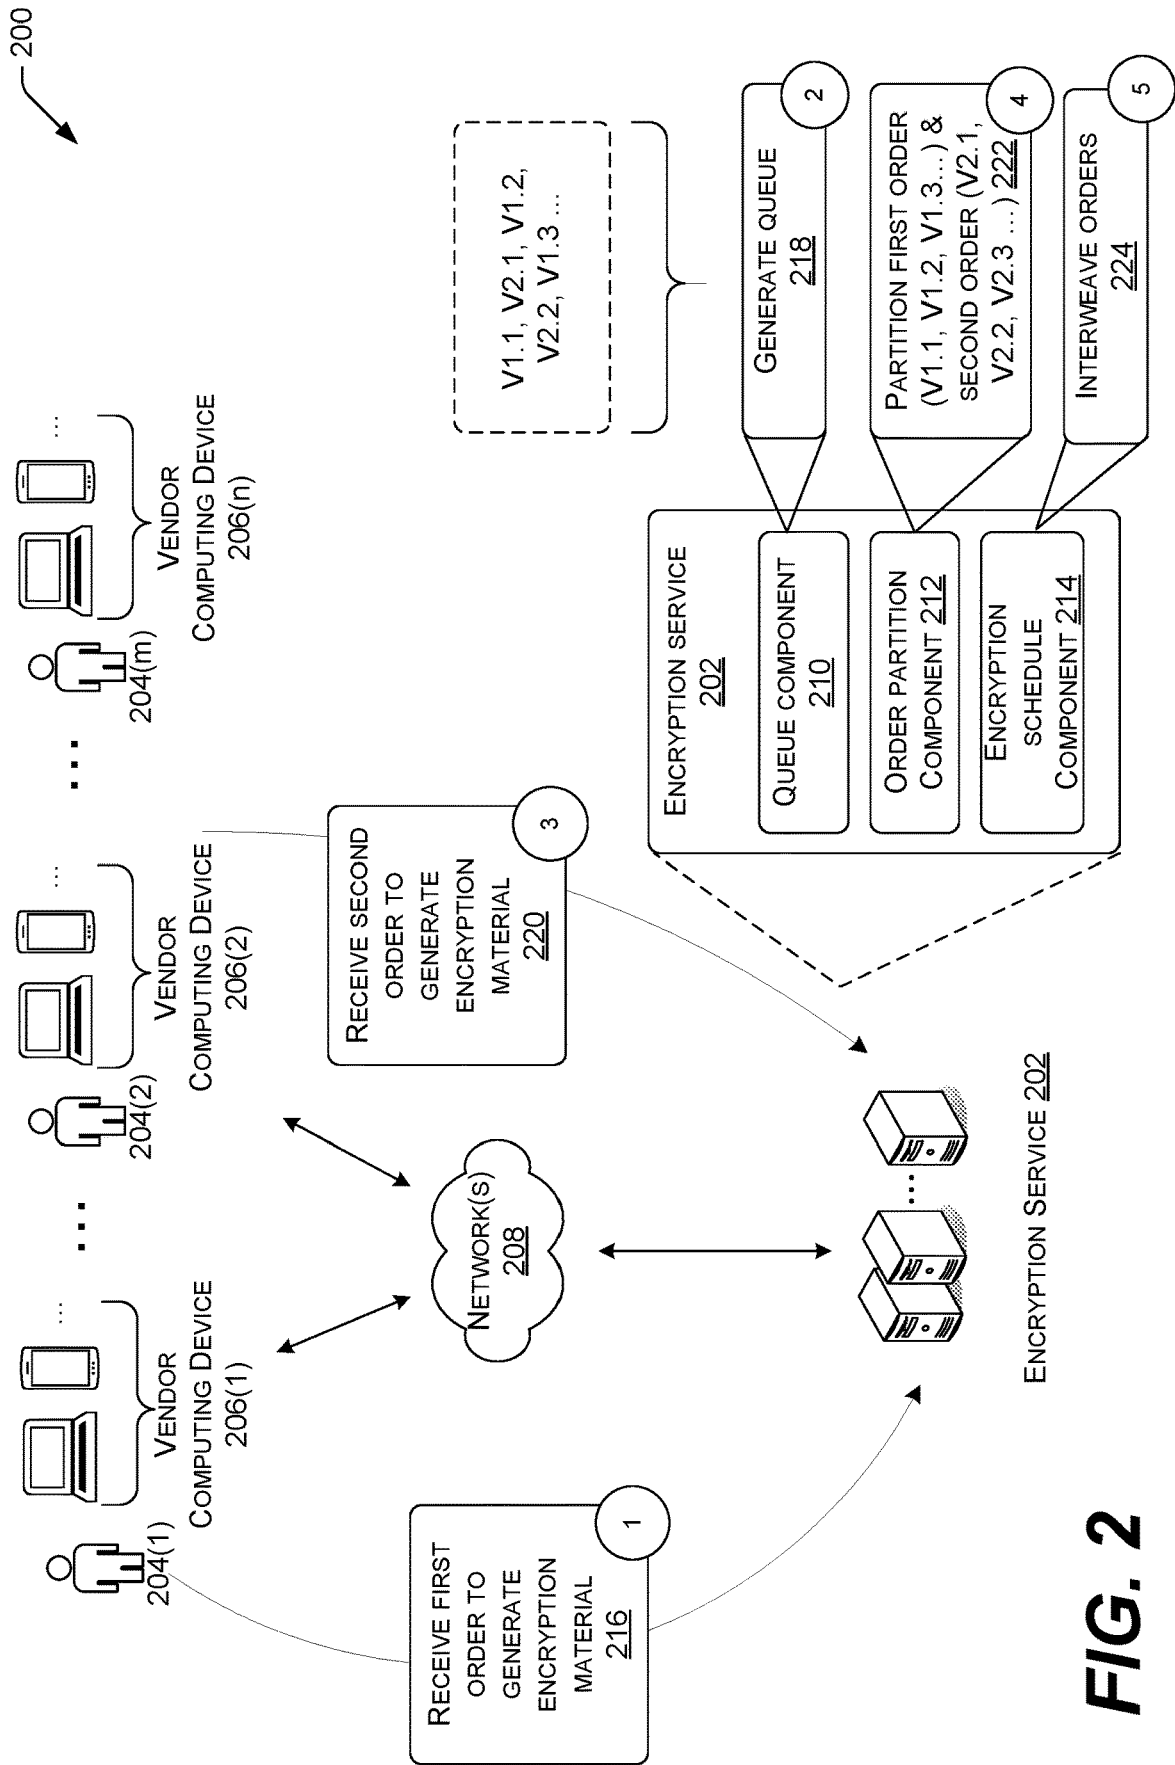 200
204(1)
VENDOR
COMPUTING DEVICE
206(1)
...
204(2)
VENDOR
COMPUTING DEVICE
206(2)
...
204(m)
VENDOR
COMPUTING DEVICE
206(n)
...
RECEIVE FIRST
ORDER TO
GENERATE
ENCRYPTION
MATERIAL
216
1
NETWORK(S)
208
RECEIVE SECOND
ORDER TO
GENERATE
ENCRYPTION
MATERIAL
220
3
ENCRYPTION SERVICE 202
ENCRYPTION SERVICE
202
QUEUE COMPONENT
210
ORDER PARTITION
COMPONENT 212
ENCRYPTION
SCHEDULE
COMPONENT 214
V1.1, V2.1, V1.2,
V2.2, V1.3 ...
GENERATE QUEUE
218
2
PARTITION FIRST ORDER
(V1.1, V1.2, V1.3...) &
SECOND ORDER (V2.1,
V2.2, V2.3 ...) 222
4
INTERWEAVE ORDERS
224
5
FIG. 2